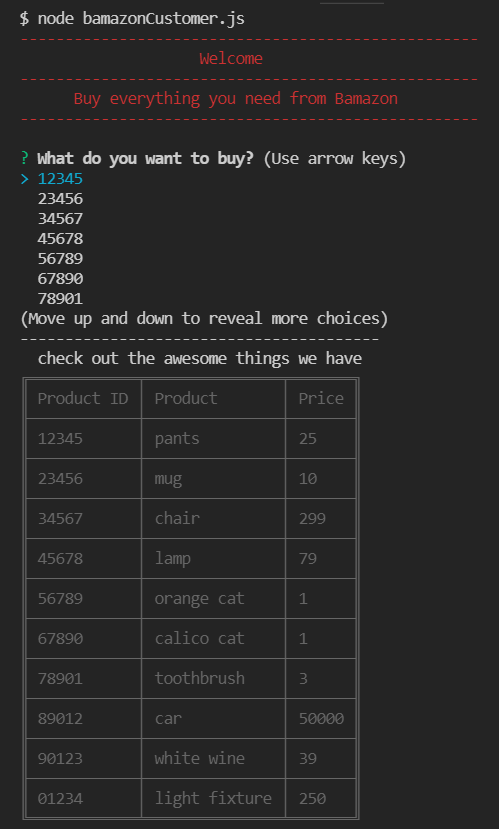 $ node bamazonCustomer.js
---------------------------------------------------
Welcome
---------------------------------------------------
Buy everything you need from Bamazon
---------------------------------------------------
? What do you want to buy? (Use arrow keys)
> 12345
23456
34567
45678
56789
67890
78901
(Move up and down to reveal more choices)
----------------------------------------
check out the awesome things we have
Product ID Product Price
12345 pants 25
23456 mug 10
34567 chair 299
45678 lamp 79
56789 orange cat 1
67890 calico cat 1
78901 toothbrush 3
89012 car 50000
90123 white wine 39
01234 light fixture 250